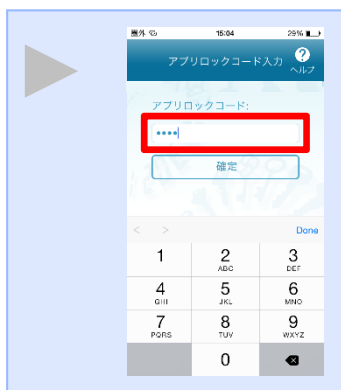 圏外 15:04 29%
アプリロックコード入力
?
ヘルプ
アプリロックコード:
••••
確定
< > Done
1 2 3
ABC DEF
4 5 6
GHI JKL MNO
7 8 9
PQRS TUV WXYZ
0